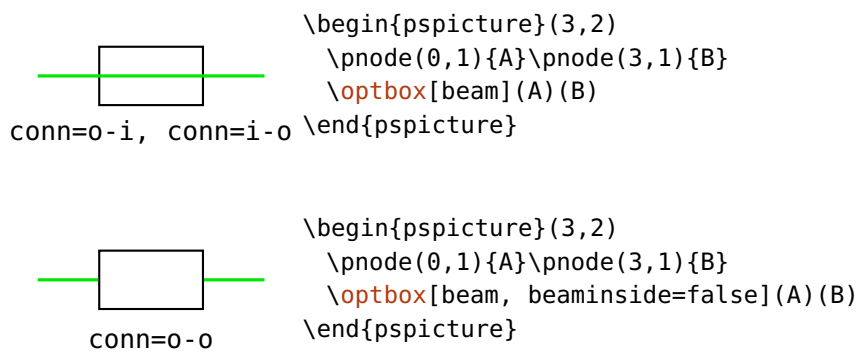 \begin{pspicture}(3,2)
\pnode(0,1){A}\pnode(3,1){B}
\optbox[beam](A)(B)
\end{pspicture}
conn=o-i, conn=i-o
\begin{pspicture}(3,2)
\pnode(0,1){A}\pnode(3,1){B}
\optbox[beam, beaminside=false](A)(B)
\end{pspicture}
conn=o-o